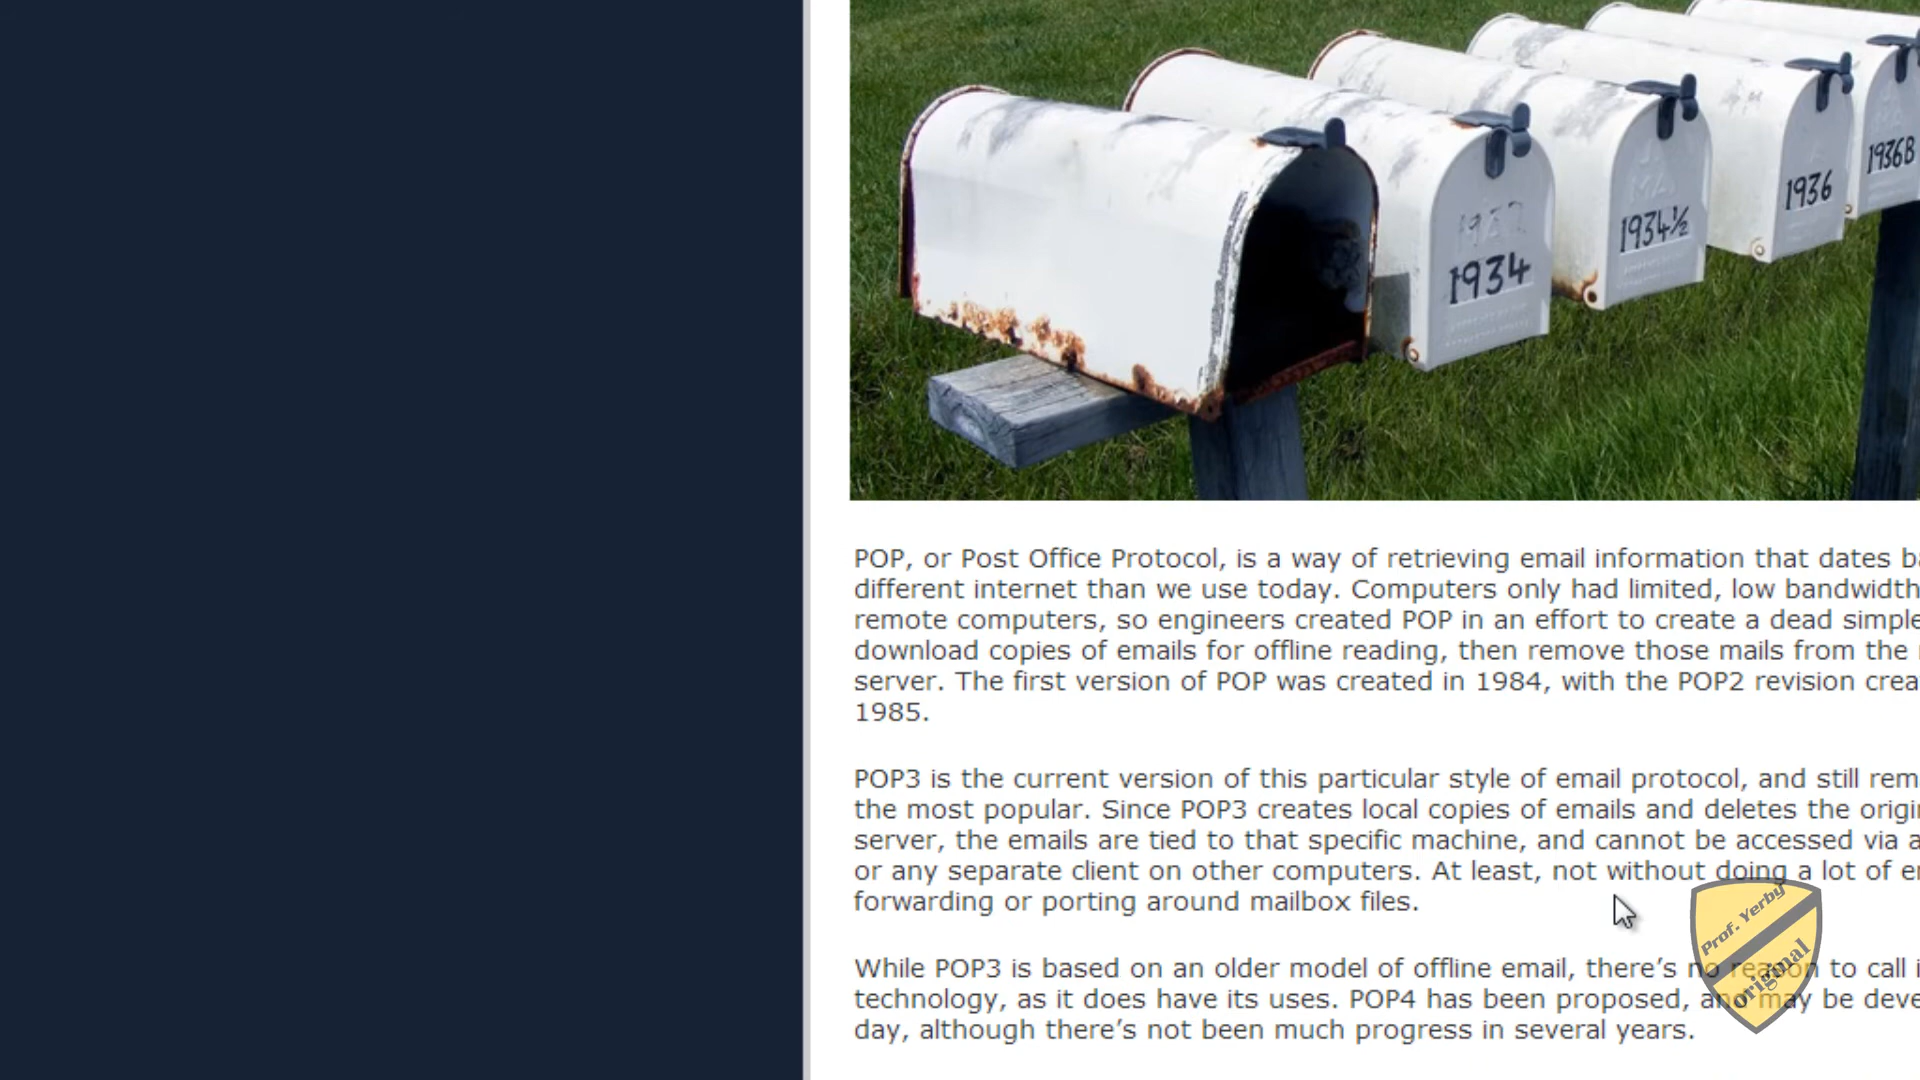 1934
1934½
1936
1936B
POP, or Post Office Protocol, is a way of retrieving email information that dates
different internet than we use today. Computers only had limited, low bandwidth
remote computers, so engineers created POP in an effort to create a dead simple
download copies of emails for offline reading, then remove those mails from the
server. The first version of POP was created in 1984, with the POP2 revision
1985.
POP3 is the current version of this particular style of email protocol, and still
the most popular. Since POP3 creates local copies of emails and deletes the
server, the emails are tied to that specific machine, and cannot be accessed via
or any separate client on other computers. At least, not without doing a lot of
forwarding or porting around mailbox files.
While POP3 is based on an older model of offline email, there's no reason to call
technology, as it does have its uses. POP4 has been proposed, and may be
day, although there's not been much progress in several years.
Prof. Yerby
original